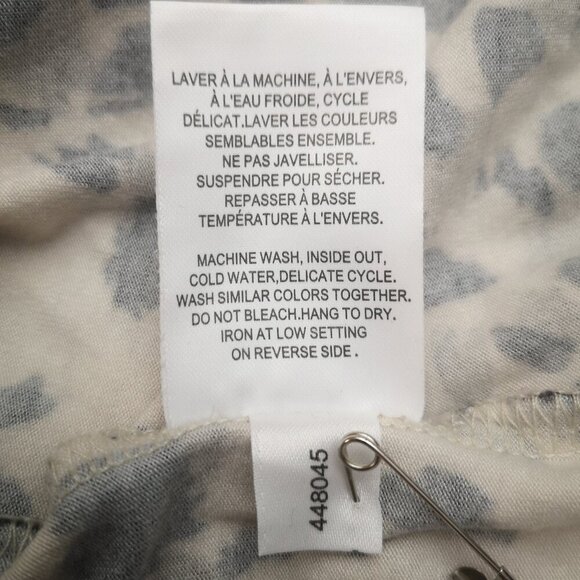 LAVER À LA MACHINE, À L'ENVERS,
À L'EAU FROIDE, CYCLE
DÉLICAT.LAVER LES COULEURS
SEMBLABLES ENSEMBLE.
NE PAS JAVELLISER.
SUSPENDRE POUR SÉCHER.
REPASSER À BASSE
TEMPÉRATURE À L'ENVERS.
MACHINE WASH, INSIDE OUT,
COLD WATER,DELICATE CYCLE.
WASH SIMILAR COLORS TOGETHER.
DO NOT BLEACH.HANG TO DRY.
IRON AT LOW SETTING
ON REVERSE SIDE .
448045